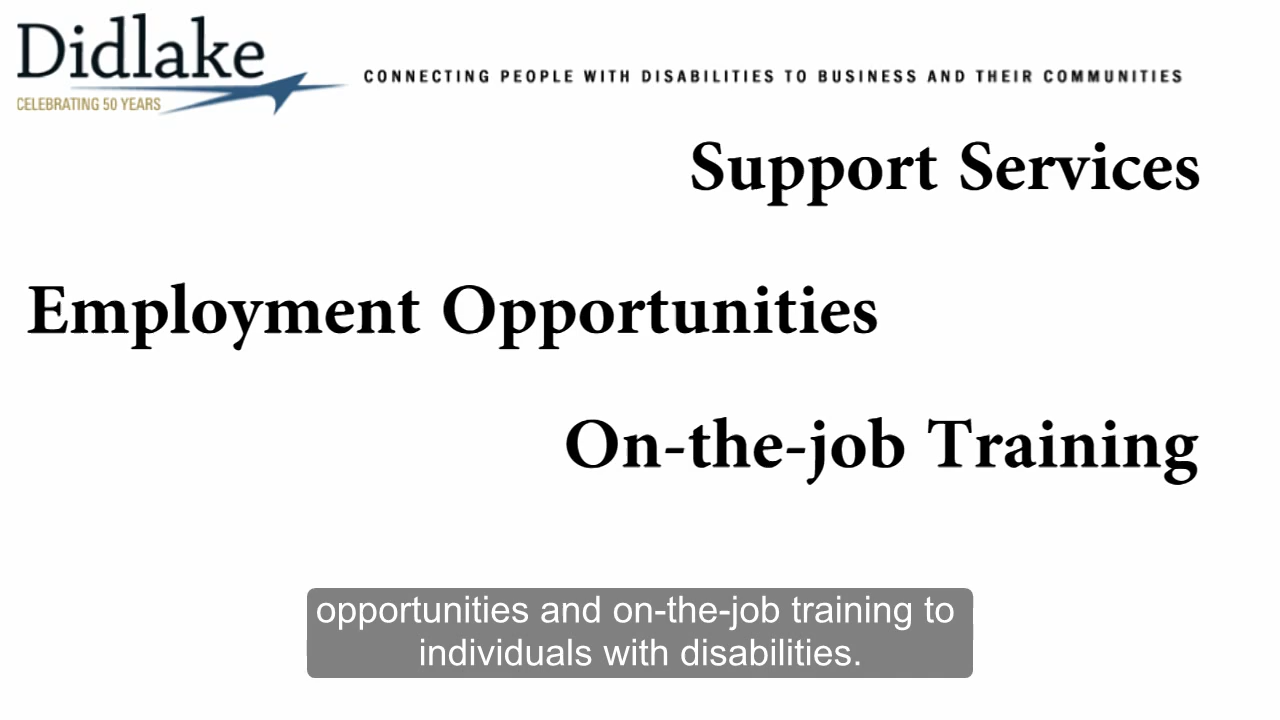 Didlake
CELEBRATING 50 YEARS
CONNECTING PEOPLE WITH DISABILITIES TO BUSINESS AND THEIR COMMUNITIES
Support Services
Employment Opportunities
On-the-job Training
opportunities and on-the-job training to
individuals with disabilities.